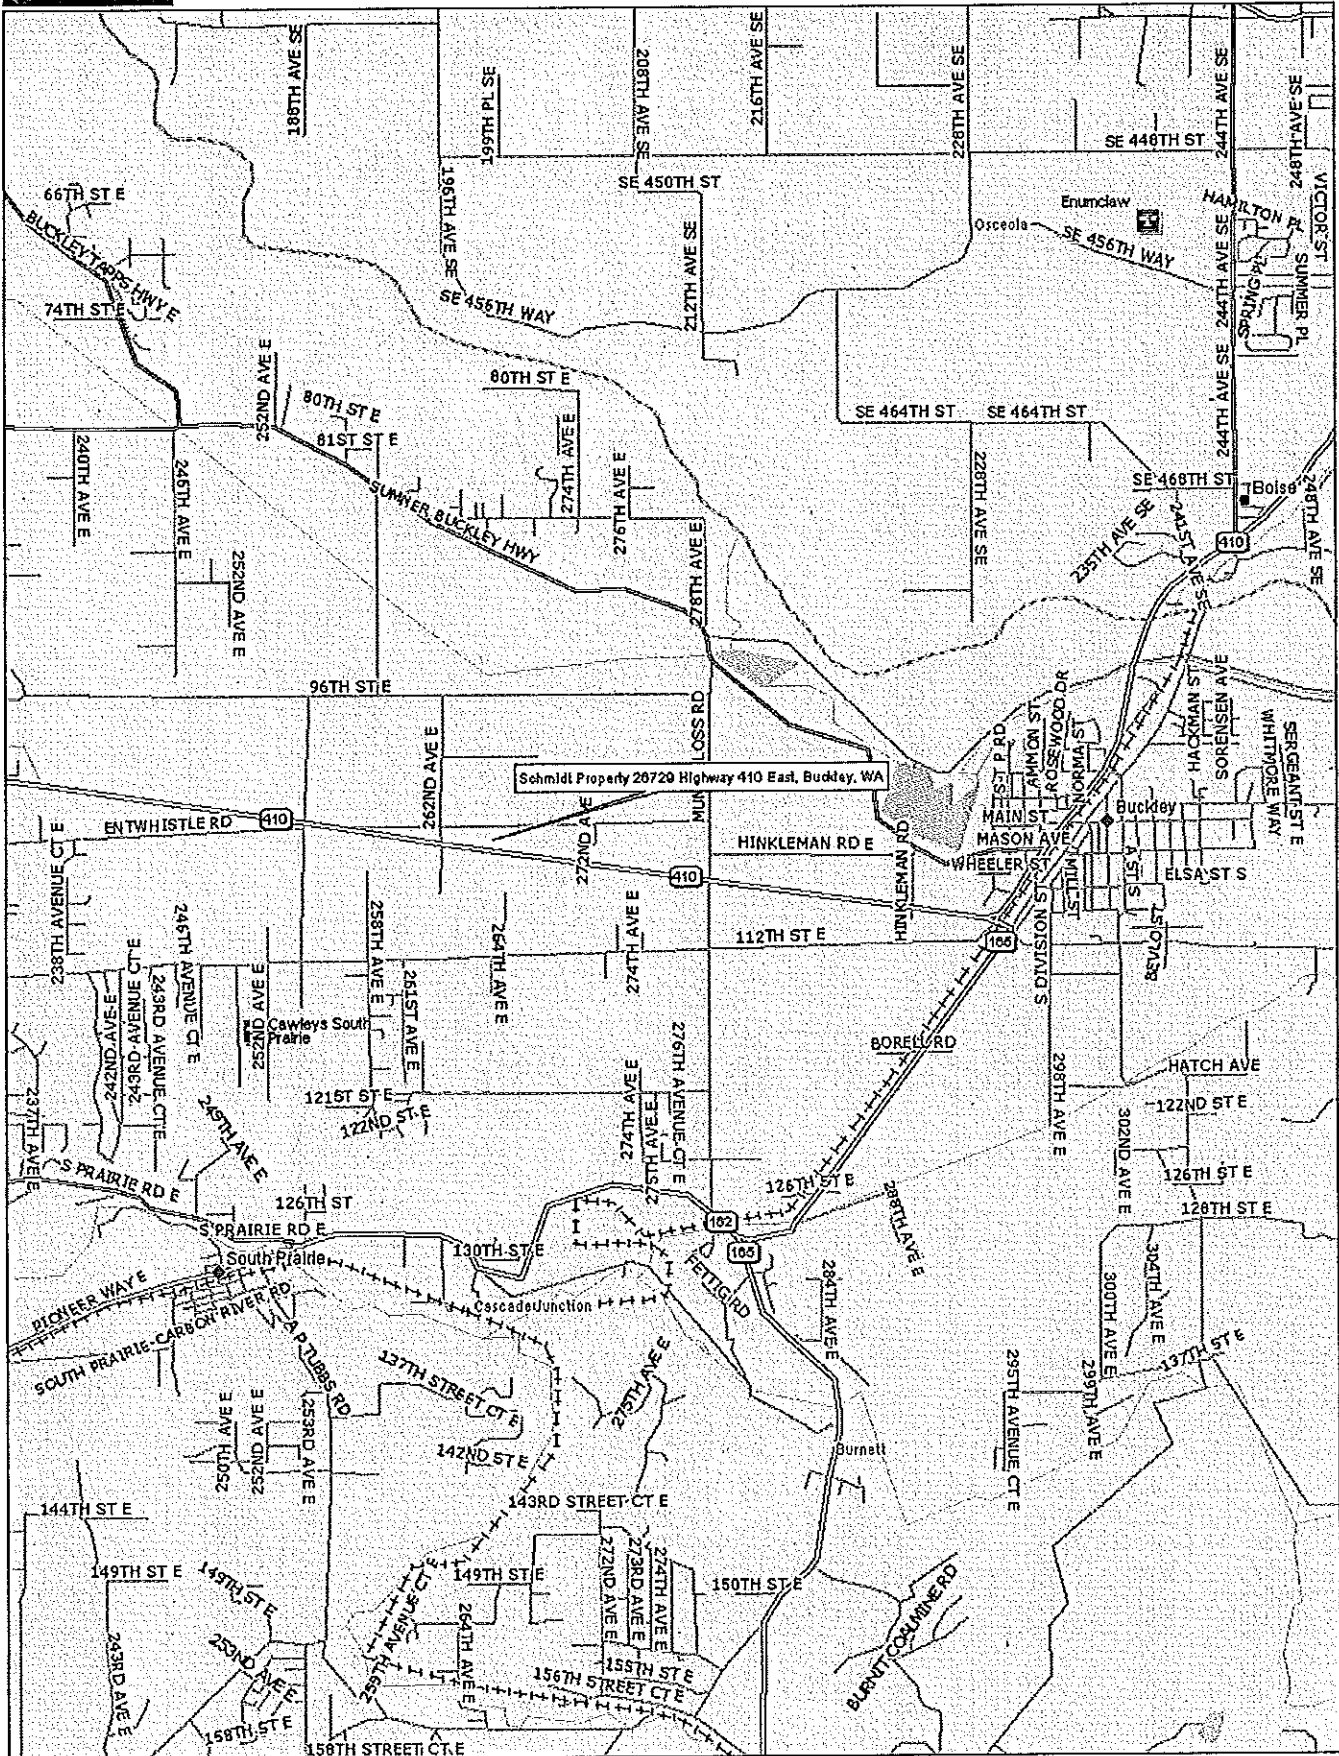 188TH AVE SE
199TH PL SE
208TH AVE SE
216TH AVE SE
228TH AVE SE
244TH AVE SE
248TH AVE SE
SE 448TH ST
196TH AVE SE
SE 450TH ST
212TH AVE SE
Enumclaw
HAMILTON PL
VICTOR ST
Osceola
SE 456TH WAY
244TH AVE SE
SPRING PL
SUMMER PL
66TH ST E
BUCKLEY TAPPS HWY E
74TH ST E
SE 456TH WAY
252ND AVE E
80TH ST E
80TH ST E
81ST ST E
274TH AVE E
SE 464TH ST
SE 464TH ST
244TH AVE SE
240TH AVE E
246TH AVE E
SUMNER BUCKLEY HWY
276TH AVE E
228TH AVE SE
SE 468TH ST
Boise
248TH AVE SE
235TH AVE SE
241ST AVE SE
410
252ND AVE E
278TH AVE E
96TH ST E
262ND AVE E
MUN
LOSS RD
S T P RD
AMMON ST
ROSEWOOD DR
NORMA ST
HACKMAN ST
SORENSEN AVE
WHITMORE WAY
SERGEANT ST E
Schmidt Property 26729 Highway 410 East, Buckley, WA
Buckley
238TH AVENUE CT E
ENTWHISTLE RD
410
272ND AVE
410
HINKLEMAN RD E
HINKLEMAN RD
MAIN ST
MASON AVE
WHEELER ST
MILL ST
A ST S
ELSA ST S
246TH AVENUE CT E
258TH AVE E
264TH AVE E
274TH AVE E
112TH ST E
165
S DIVISION ST
242ND AVE E
243RD AVENUE CT E
243RD AVENUE CT E
252ND AVE E
Cawleys South
Prairie
261ST AVE E
276TH AVENUE CT E
BORELL RD
298TH AVE E
HATCH AVE
237TH AVE E
249TH AVE E
121ST ST E
122ND ST E
274TH AVE E
275TH AVE E
302ND AVE E
122ND ST E
S PRAIRIE RD E
126TH ST
126TH ST E
288TH AVE E
126TH ST E
128TH ST E
162
S PRAIRIE RD E
South Prairie
130TH ST E
165
FETTIG RD
284TH AVE E
300TH AVE E
304TH AVE E
PIONEER WAY E
SOUTH PRAIRIE-CARBON RIVER RD
Cascade Junction
A P TUBBS RD
137TH STREET CT E
275TH AVE E
137TH ST E
250TH AVE E
252ND AVE E
253RD AVE E
142ND ST E
Burnett
295TH AVENUE CT E
299TH AVE E
144TH ST E
143RD STREET CT E
149TH ST E
149TH ST E
149TH ST E
272ND AVE E
273RD AVE E
274TH AVE E
150TH ST E
BURNIT COALMINE RD
243RD AVE E
253ND AVE E
259TH AVENUE CT E
264TH AVE E
155TH ST E
156TH STREET CT E
158TH ST E
158TH STREET CT E